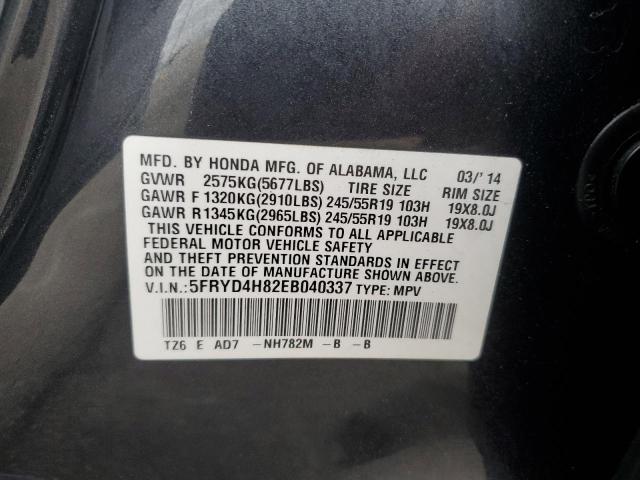 MFD. BY HONDA MFG. OF ALABAMA, LLC 03/' 14
GVWR 2575KG(5677LBS) TIRE SIZE RIM SIZE
GAWR F 1320KG(2910LBS) 245/55R19 103H 19X8.0J
GAWR R 1345KG(2965LBS) 245/55R19 103H 19X8.0J
THIS VEHICLE CONFORMS TO ALL APPLICABLE
FEDERAL MOTOR VEHICLE SAFETY
AND THEFT PREVENTION STANDARDS IN EFFECT
ON THE DATE OF MANUFACTURE SHOWN ABOVE.
V.I.N.:5FRYD4H82EB040337 TYPE: MPV
TZ6 E AD7 -NH782M -B -B